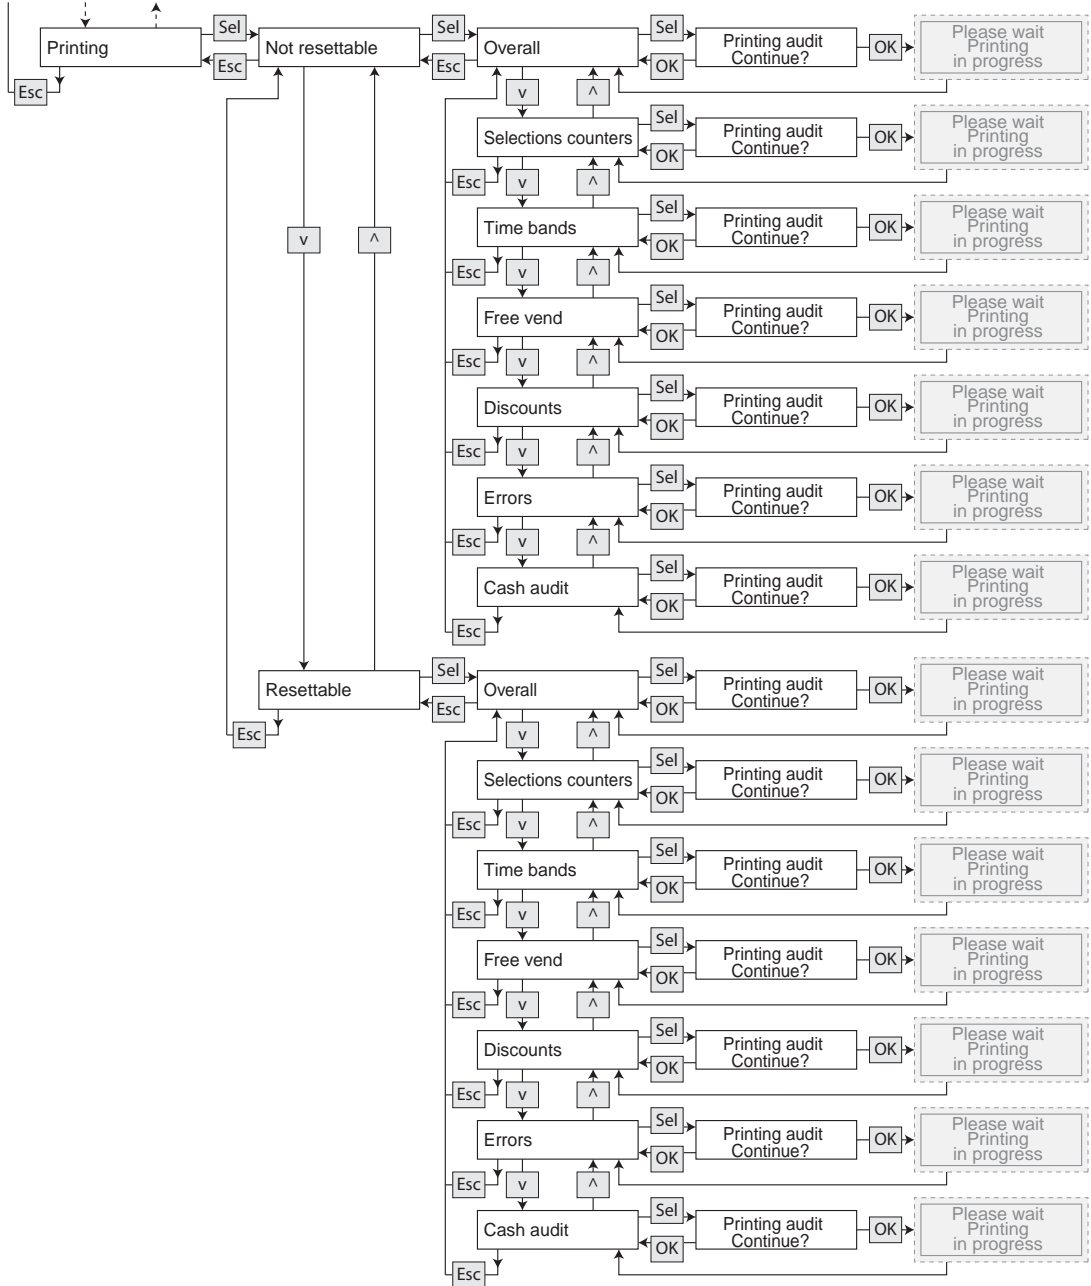 Sel
Sel
Sel
Printing
Not resettable
Overall
Printing audit
Continue?
OK
Please wait
Printing
in progress
Esc
Esc
OK
Esc
v
^
Sel
Selections counters
Printing audit
Continue?
OK
Please wait
Printing
in progress
OK
Esc
v
^
Sel
Time bands
Printing audit
Continue?
OK
Please wait
Printing
in progress
OK
v
^
Esc
v
^
Sel
Free vend
Printing audit
Continue?
OK
Please wait
Printing
in progress
OK
Esc
v
^
Sel
Discounts
Printing audit
Continue?
OK
Please wait
Printing
in progress
OK
Esc
v
^
Sel
Errors
Printing audit
Continue?
OK
Please wait
Printing
in progress
OK
Esc
v
^
Sel
Cash audit
Printing audit
Continue?
OK
Please wait
Printing
in progress
OK
Esc
Sel
Sel
Resettable
Overall
Printing audit
Continue?
OK
Please wait
Printing
in progress
Esc
OK
Esc
v
^
Sel
Selections counters
Printing audit
Continue?
OK
Please wait
Printing
in progress
OK
Esc
v
^
Sel
Time bands
Printing audit
Continue?
OK
Please wait
Printing
in progress
OK
Esc
v
^
Sel
Free vend
Printing audit
Continue?
OK
Please wait
Printing
in progress
OK
Esc
v
^
Sel
Discounts
Printing audit
Continue?
OK
Please wait
Printing
in progress
OK
Esc
v
^
Sel
Errors
Printing audit
Continue?
OK
Please wait
Printing
in progress
OK
Esc
v
^
Sel
Cash audit
Printing audit
Continue?
OK
Please wait
Printing
in progress
OK
Esc